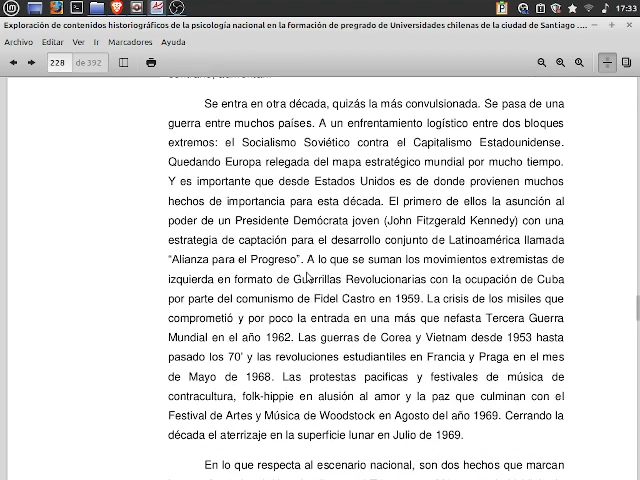 17:33
Exploración de contenidos historiográficos de la psicología nacional en la formación de pregrado de Universidades chilenas de la ciudad de Santiago ....
Archivo Editar Ver Ir Marcadores Ayuda
228 de 392
Se entra en otra década, quizás la más convulsionada. Se pasa de una
guerra entre muchos países. A un enfrentamiento logístico entre dos bloques
extremos: el Socialismo Soviético contra el Capitalismo Estadounidense.
Quedando Europa relegada del mapa estratégico mundial por mucho tiempo.
Y es importante que desde Estados Unidos es de donde provienen muchos
hechos de importancia para esta década. El primero de ellos la asunción al
poder de un Presidente Demócrata joven (John Fitzgerald Kennedy) con una
estrategia de captación para el desarrollo conjunto de Latinoamérica llamada
“Alianza para el Progreso”. A lo que se suman los movimientos extremistas de
izquierda en formato de Guerrillas Revolucionarias con la ocupación de Cuba
por parte del comunismo de Fidel Castro en 1959. La crisis de los misiles que
comprometió y por poco la entrada en una más que nefasta Tercera Guerra
Mundial en el año 1962. Las guerras de Corea y Vietnam desde 1953 hasta
pasado los 70’ y las revoluciones estudiantiles en Francia y Praga en el mes
de Mayo de 1968. Las protestas pacificas y festivales de música de
contracultura, folk-hippie en alusión al amor y la paz que culminan con el
Festival de Artes y Música de Woodstock en Agosto del año 1969. Cerrando la
década el aterrizaje en la superficie lunar en Julio de 1969.
En lo que respecta al escenario nacional, son dos hechos que marcan